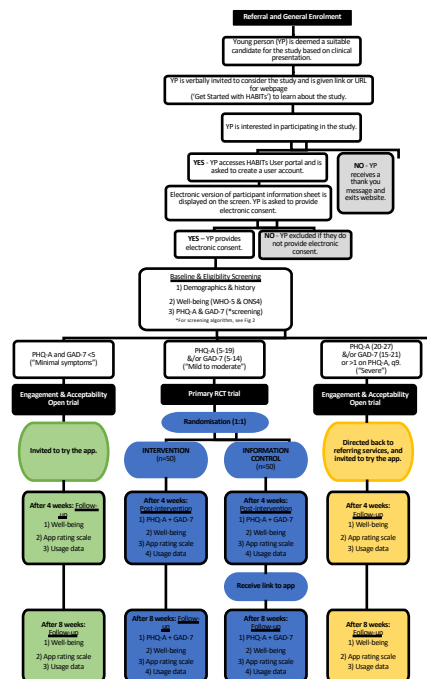 Referral and General Enrolment
Young person (YP) is deemed a suitable
candidate for the study based on clinical
presentation.
YP is verbally invited to consider the study and is given link or URL
for webpage
('Get Started with HABITs') to learn about the study.
YP is interested in participating in the study.
YES - YP accesses HABITs User portal and is
asked to create a user account.
NO - YP
receives a
thank you
message and
exits website.
Electronic version of participant information sheet is
displayed on the screen. YP is asked to provide
electronic consent.
YES – YP provides
electronic consent.
NO - YP excluded if they do
not provide electronic
consent.
Baseline & Eligibility Screening
1) Demographics & history
2) Well-being (WHO-5 & ONS4)
3) PHQ-A & GAD-7 (*screening)
*For screening algorithm, see Fig 2
PHQ-A and GAD-7 <5
("Minimal symptoms")
PHQ-A (5-19)
&/or GAD-7 (5-14)
("Mild to moderate")
PHQ-A (20-27)
&/or GAD-7 (15-21)
or >1 on PHQ-A, q9.
("Severe")
Engagement & Acceptability
Open trial
Primary RCT trial
Engagement & Acceptability
Open trial
Randomisation (1:1)
Invited to try the app.
INTERVENTION
(n=50)
INFORMATION
CONTROL
(n=50)
Directed back to
referring services, and
invited to try the app.
After 4 weeks: Follow-
up
1) Well-being
2) App rating scale
3) Usage data
After 4 weeks:
Post-intervention
1) PHQ-A + GAD-7
2) Well-being
3) App rating scale
4) Usage data
After 4 weeks:
Post-intervention
1) PHQ-A + GAD-7
2) Well-being
3) App rating scale
4) Usage data
After 4 weeks:
Follow-up
1) Well-being
2) App rating scale
3) Usage data
Receive link to app
After 8 weeks:
Follow-up
1) Well-being
2) App rating scale
3) Usage data
After 8 weeks: Follow-
up
1) PHQ-A + GAD-7
2) Well-being
3) App rating scale
4) Usage data
After 8 weeks:
Follow-up
1) PHQ-A + GAD-7
2) Well-being
3) App rating scale
4) Usage data
After 8 weeks:
Follow-up
1) Well-being
2) App rating scale
3) Usage data